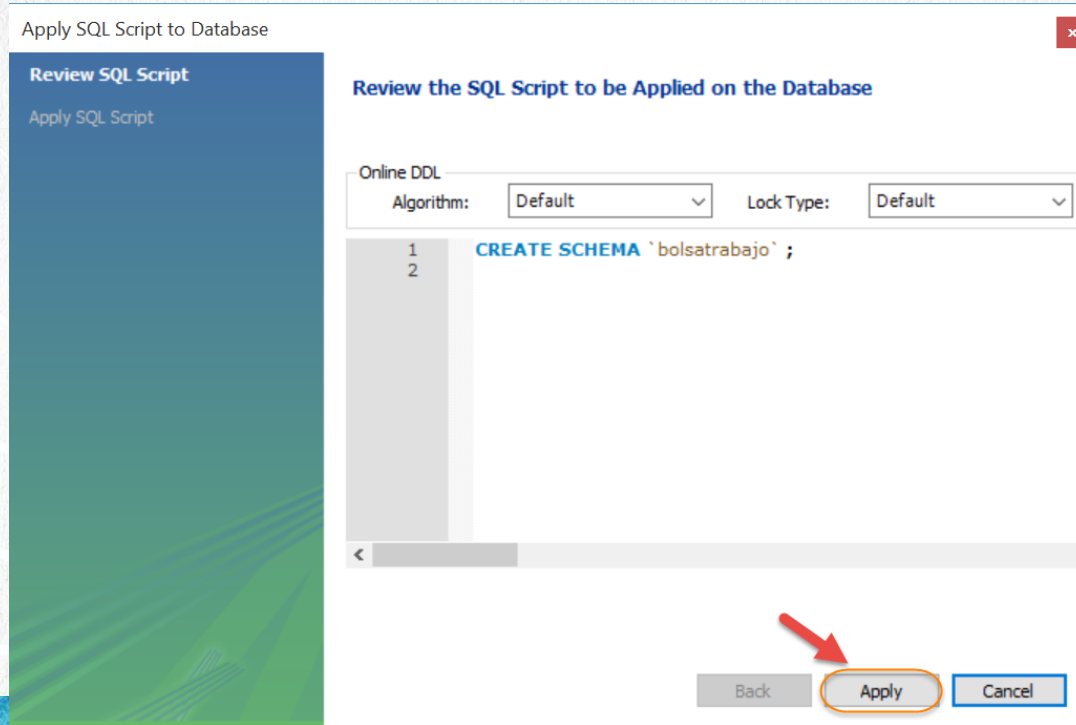 Apply SQL Script to Database
Review SQL Script
Apply SQL Script
Review the SQL Script to be Applied on the Database
Online DDL
Algorithm: Default Lock Type: Default
1 CREATE SCHEMA `bolsatrabajo` ;
2
Back Apply Cancel